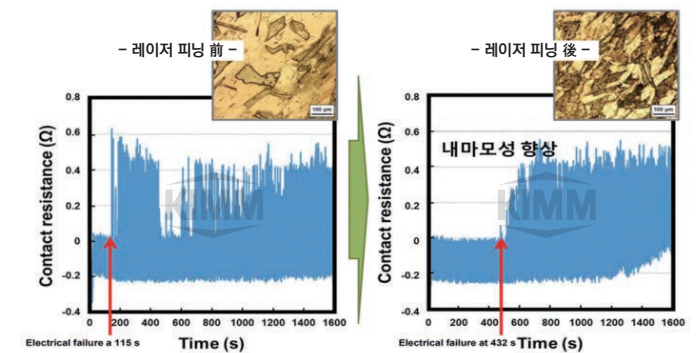 – 레이저 피닝 前 –
100 μm
Contact resistance (Ω)
0.8
0.6
0.4
0.2
0
-0.2
-0.4
0 200 400 600 800 1000 1200 1400 1600
Electrical failure a 115 s
Time (s)
KIMM
– 레이저 피닝 後 –
100 μm
내마모성 향상
Contact resistance (Ω)
0.8
0.6
0.4
0.2
0
-0.2
-0.4
0 200 400 600 800 1000 1200 1400 1600
Electrical failure at 432 s
Time (s)
KIMM